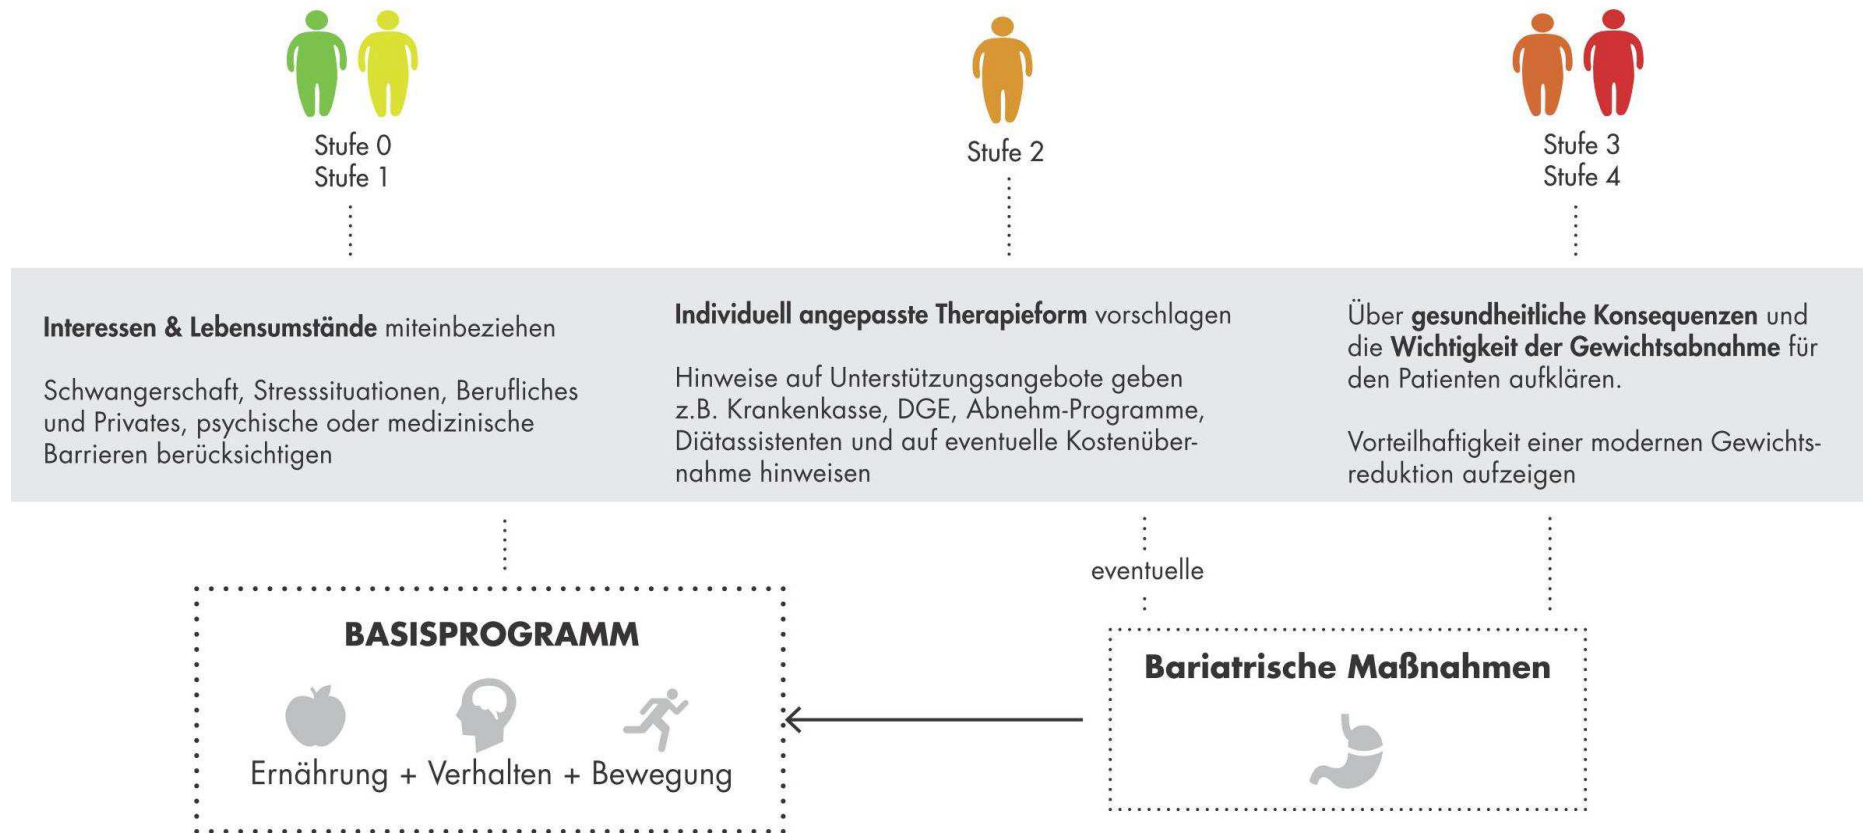 Stufe 0
Stufe 1
Stufe 2
Stufe 3
Stufe 4
Interessen & Lebensumstände miteinbeziehen
Schwangerschaft, Stresssituationen, Berufliches
und Privates, psychische oder medizinische
Barrieren berücksichtigen
Individuell angepasste Therapieform vorschlagen
Hinweise auf Unterstützungsangebote geben
z.B. Krankenkasse, DGE, Abnehm-Programme,
Diätassistenten und auf eventuelle Kostenüber-
nahme hinweisen
Über gesundheitliche Konsequenzen und
die Wichtigkeit der Gewichtsabnahme für
den Patienten aufklären.
Vorteilhaftigkeit einer modernen Gewichts-
reduktion aufzeigen
eventuelle
BASISPROGRAMM
Ernährung + Verhalten + Bewegung
Bariatrische Maßnahmen